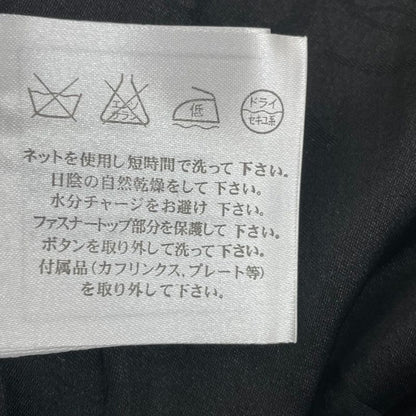 エンソ サラシ
低
ドライ
セキユ系
ネットを使用し短時間で洗って下さい。
日陰の自然乾燥をして下さい。
水分チャージをお避け下さい。
ファスナートップ部分を保護して下さい。
ボタンを取り外して洗って下さい。
付属品(カフリンクス,プレート等)
を取り外して下さい。